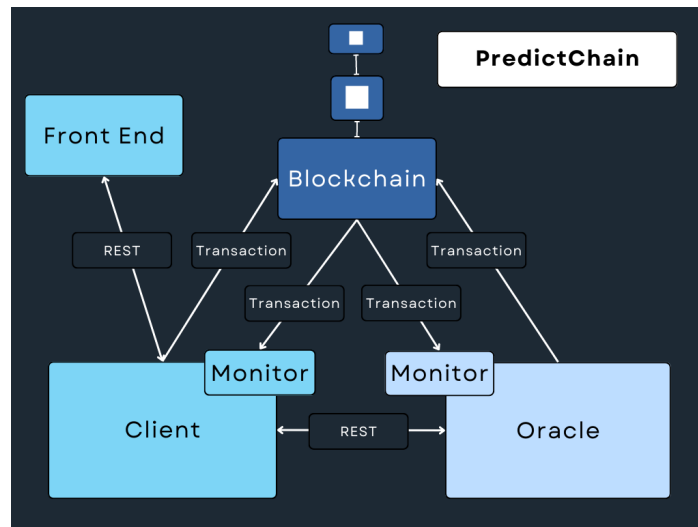 PredictChain
Front End
Blockchain
REST
Transaction
Transaction
Transaction
Transaction
Monitor
Monitor
Client
REST
Oracle